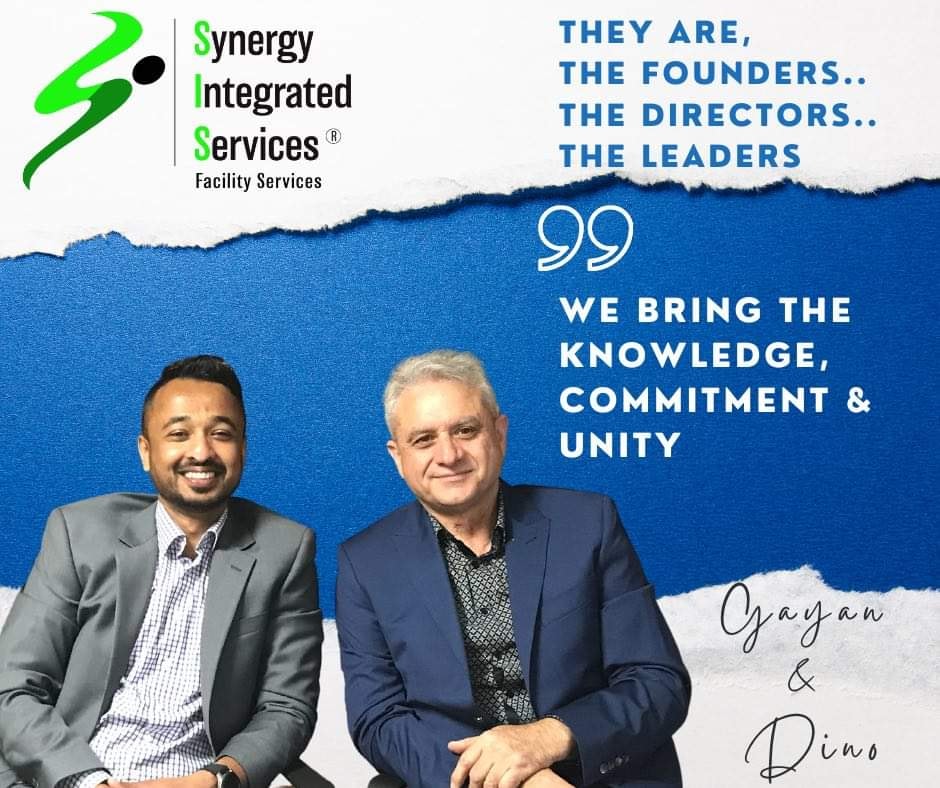 Synergy
Integrated
Services ®
Facility Services
THEY ARE,
THE FOUNDERS..
THE DIRECTORS..
THE LEADERS
99
WE BRING THE
KNOWLEDGE,
COMMITMENT &
UNITY
Gayan
&
Dino